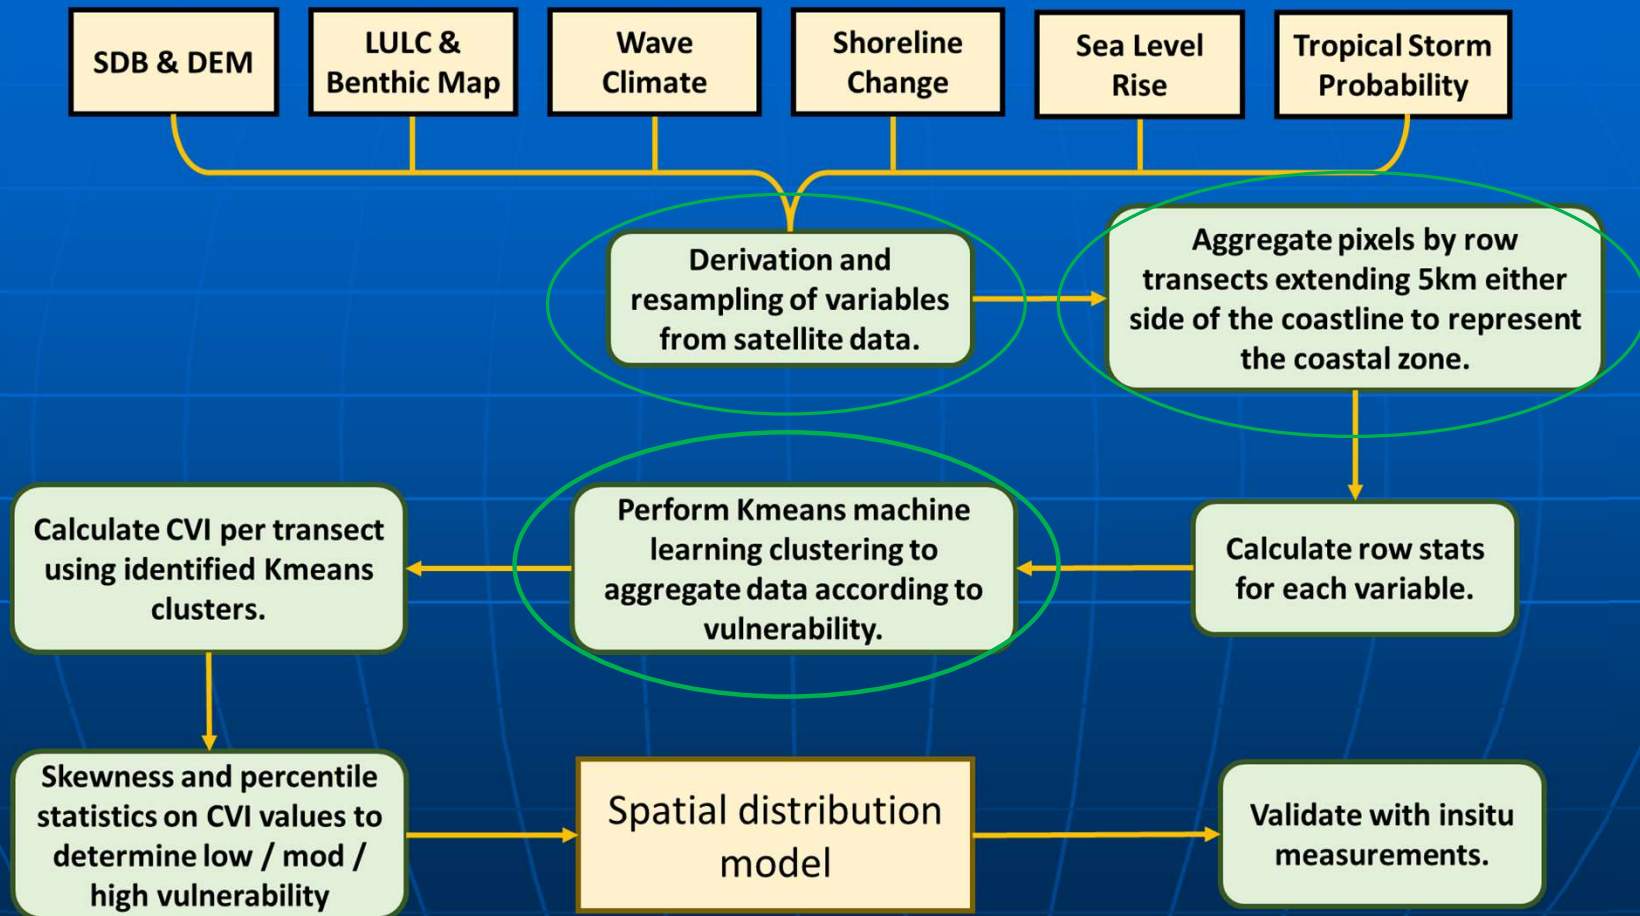 SDB & DEM
LULC &
Benthic Map
Wave
Climate
Shoreline
Change
Sea Level
Rise
Tropical Storm
Probability
Derivation and
resampling of variables
from satellite data.
Aggregate pixels by row
transects extending 5km either
side of the coastline to represent
the coastal zone.
Calculate CVI per transect
using identified Kmeans
clusters.
Perform Kmeans machine
learning clustering to
aggregate data according to
vulnerability.
Calculate row stats
for each variable.
Skewness and percentile
statistics on CVI values to
determine low / mod /
high vulnerability
Spatial distribution
model
Validate with insitu
measurements.